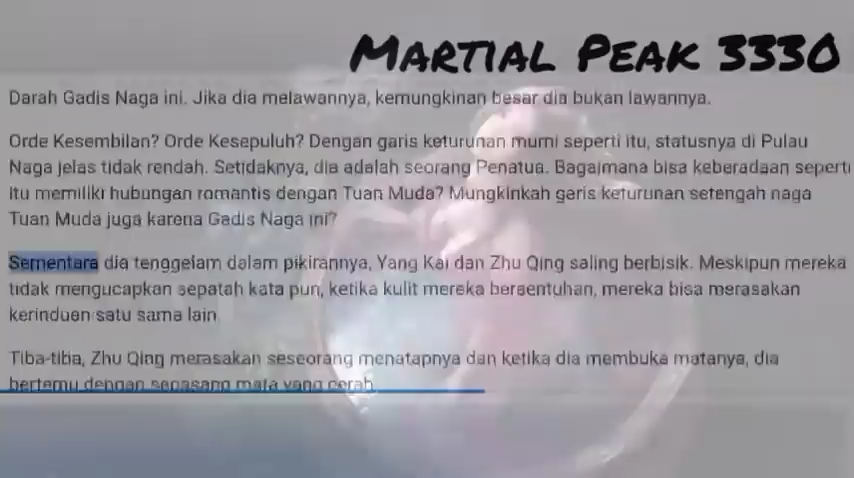 MARTIAL PEAK 3330
Darah Gadis Naga ini. Jika dia melawannya, kemungkinan besar dia bukan lawannya.
Orde Kesembilan? Orde Kesepuluh? Dengan garis keturunan murni seperti itu, statusnya di Pulau
Naga jelas tidak rendah. Setidaknya, dia adalah seorang Penatua. Bagaimana bisa keberadaan seperti
itu memiliki hubungan romantis dengan Tuan Muda? Mungkinkah garis keturunan setengah naga
Tuan Muda juga karena Gadis Naga ini?
Sementara dia tenggelam dalam pikirannya, Yang Kai dan Zhu Qing saling berbisik. Meskipun mereka
tidak mengucapkan sepatah kata pun, ketika kulit mereka bersentuhan, mereka bisa merasakan
kerinduan satu sama lain
Tiba-tiba, Zhu Qing merasakan seseorang menatapnya dan ketika dia membuka matanya, dia
bertemu dengan sepasang mata yang cerah